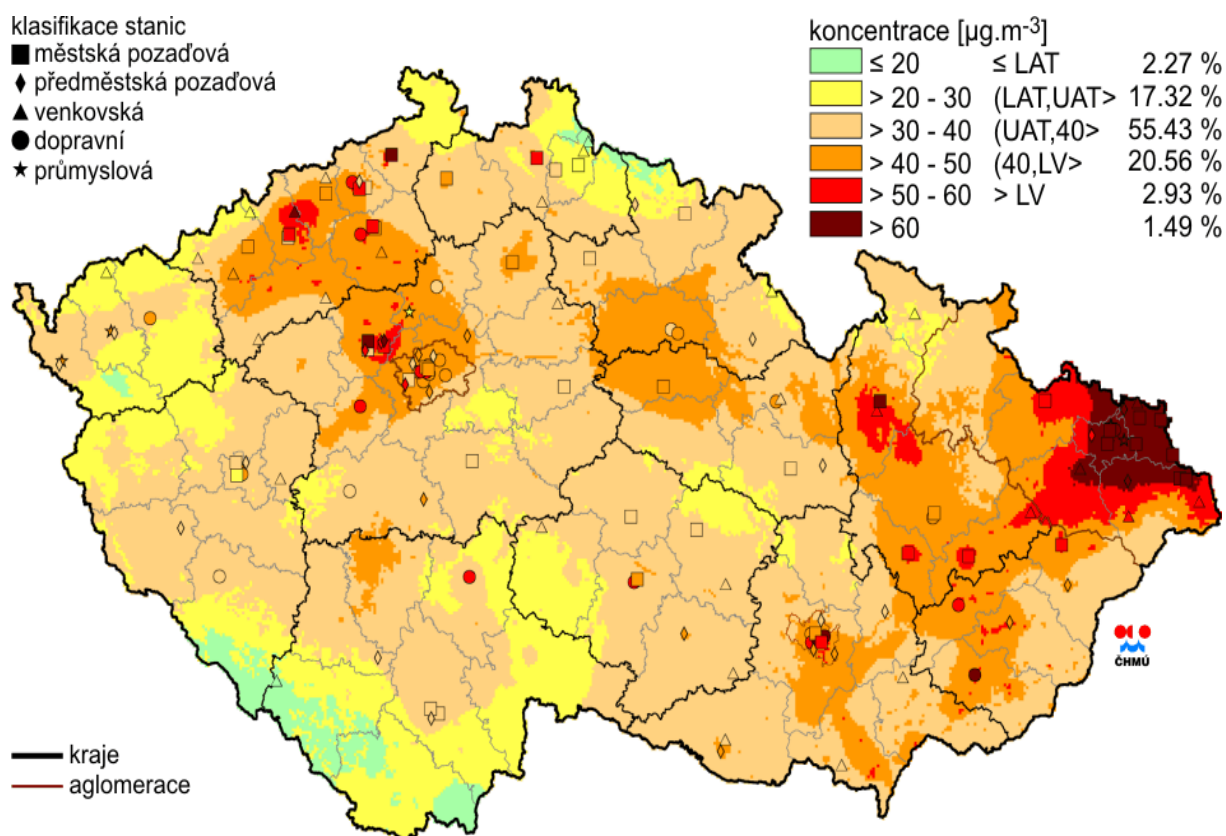 klasifikace stanic
městská pozaďová
předměstská pozaďová
venkovská
dopravní
průmyslová
koncentrace [µg.m-3]
≤ 20 ≤ LAT 2.27 %
> 20 - 30 (LAT,UAT> 17.32 %
> 30 - 40 (UAT,40> 55.43 %
> 40 - 50 (40,LV> 20.56 %
> 50 - 60 > LV 2.93 %
> 60 1.49 %
ČHMÚ
kraje
aglomerace